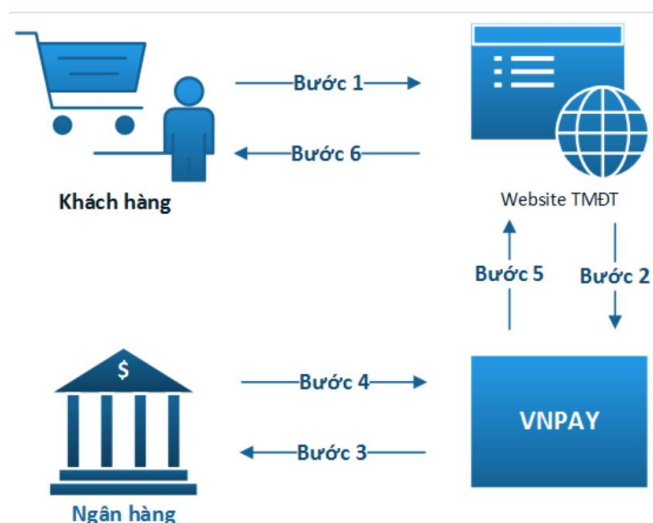 Bước 1
Bước 6
Khách hàng
Website TMĐT
Bước 5
Bước 2
$
Bước 4
VNPAY
Bước 3
Ngân hàng